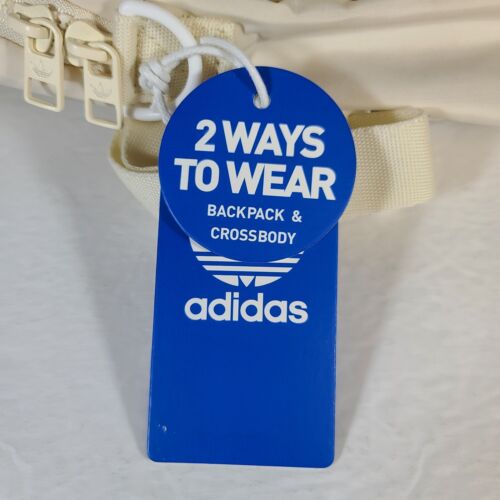 2 WAYS
TO WEAR
BACKPACK &
CROSSBODY
adidas